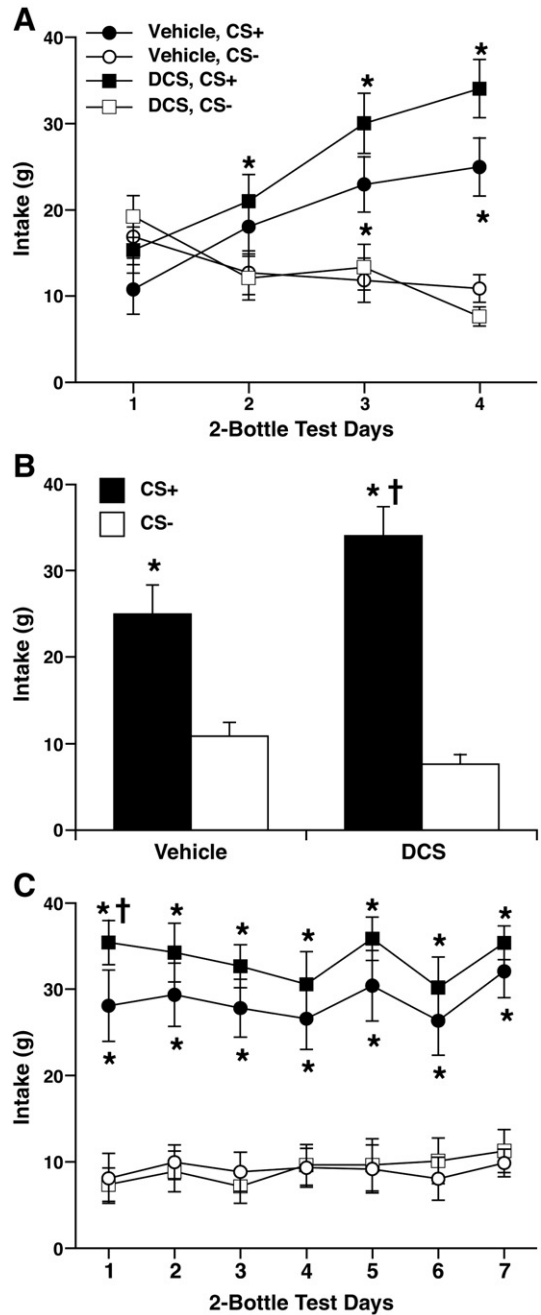 A
Vehicle, CS+
Vehicle, CS-
DCS, CS+
DCS, CS-
40
30
20
10
0
Intake (g)
* * * * *
1 2 3 4
2-Bottle Test Days
B
CS+
CS-
40
30
20
10
0
Intake (g)
* *†
Vehicle DCS
C
40
30
20
10
0
Intake (g)
*† * * * * * *
* * * * * * *
1 2 3 4 5 6 7
2-Bottle Test Days